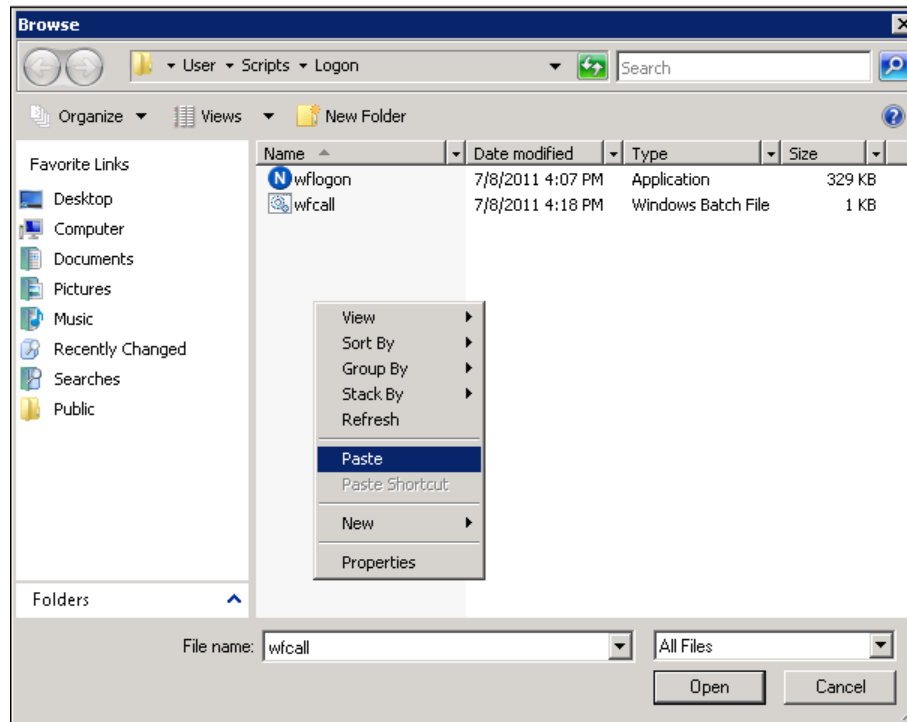 Browse
User Scripts Logon
Search
Organize Views New Folder
Favorite Links
Desktop
Computer
Documents
Pictures
Music
Recently Changed
Searches
Public
Folders
Name Date modified Type Size
N wflogon 7/8/2011 4:07 PM Application 329 KB
wfcall 7/8/2011 4:18 PM Windows Batch File 1 KB
View
Sort By
Group By
Stack By
Refresh
Paste
Paste Shortcut
New
Properties
File name: wfcall All Files
Open Cancel